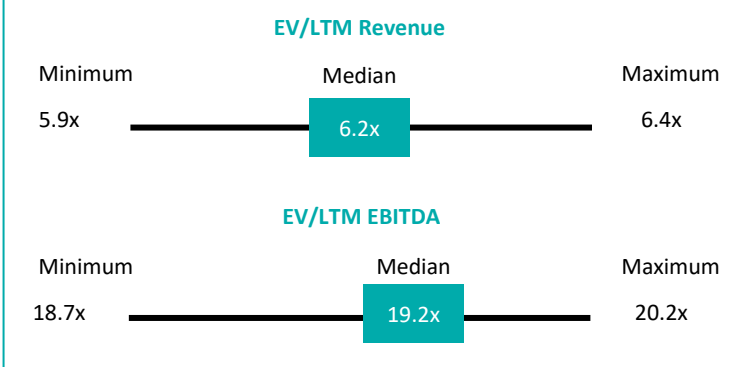 EV/LTM Revenue
Minimum Median Maximum
5.9x 6.2x 6.4x
EV/LTM EBITDA
Minimum Median Maximum
18.7x 19.2x 20.2x